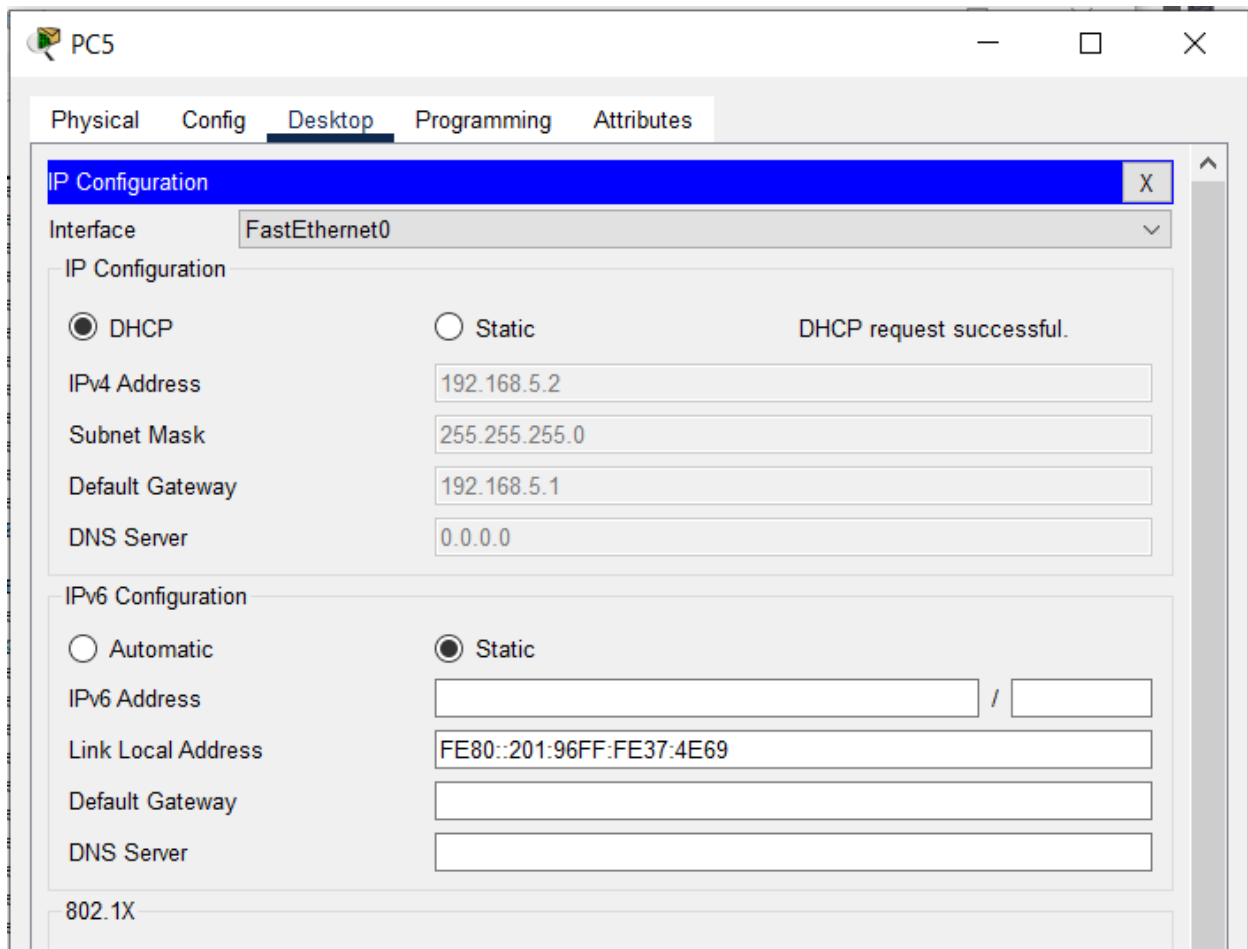 PC5
Physical Config Desktop Programming Attributes
IP Configuration X
Interface FastEthernet0
IP Configuration
DHCP Static DHCP request successful.
IPv4 Address 192.168.5.2
Subnet Mask 255.255.255.0
Default Gateway 192.168.5.1
DNS Server 0.0.0.0
IPv6 Configuration
Automatic Static
IPv6 Address /
Link Local Address FE80::201:96FF:FE37:4E69
Default Gateway
DNS Server
802.1X